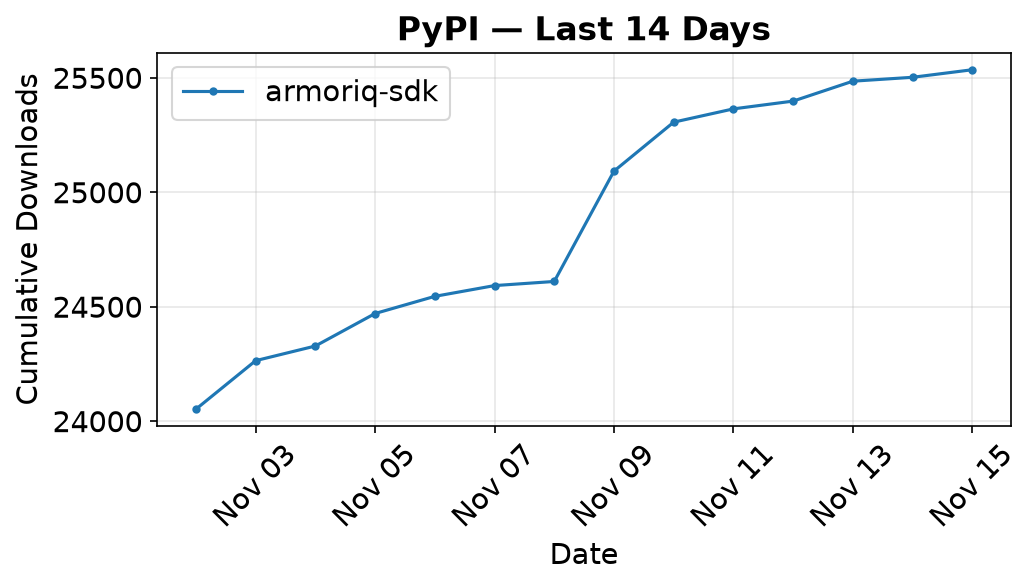 PyPI — Last 14 Days
armoriq-sdk
Cumulative Downloads
25500
25000
24500
24000
Nov 03
Nov 05
Nov 07
Nov 09
Nov 11
Nov 13
Nov 15
Date